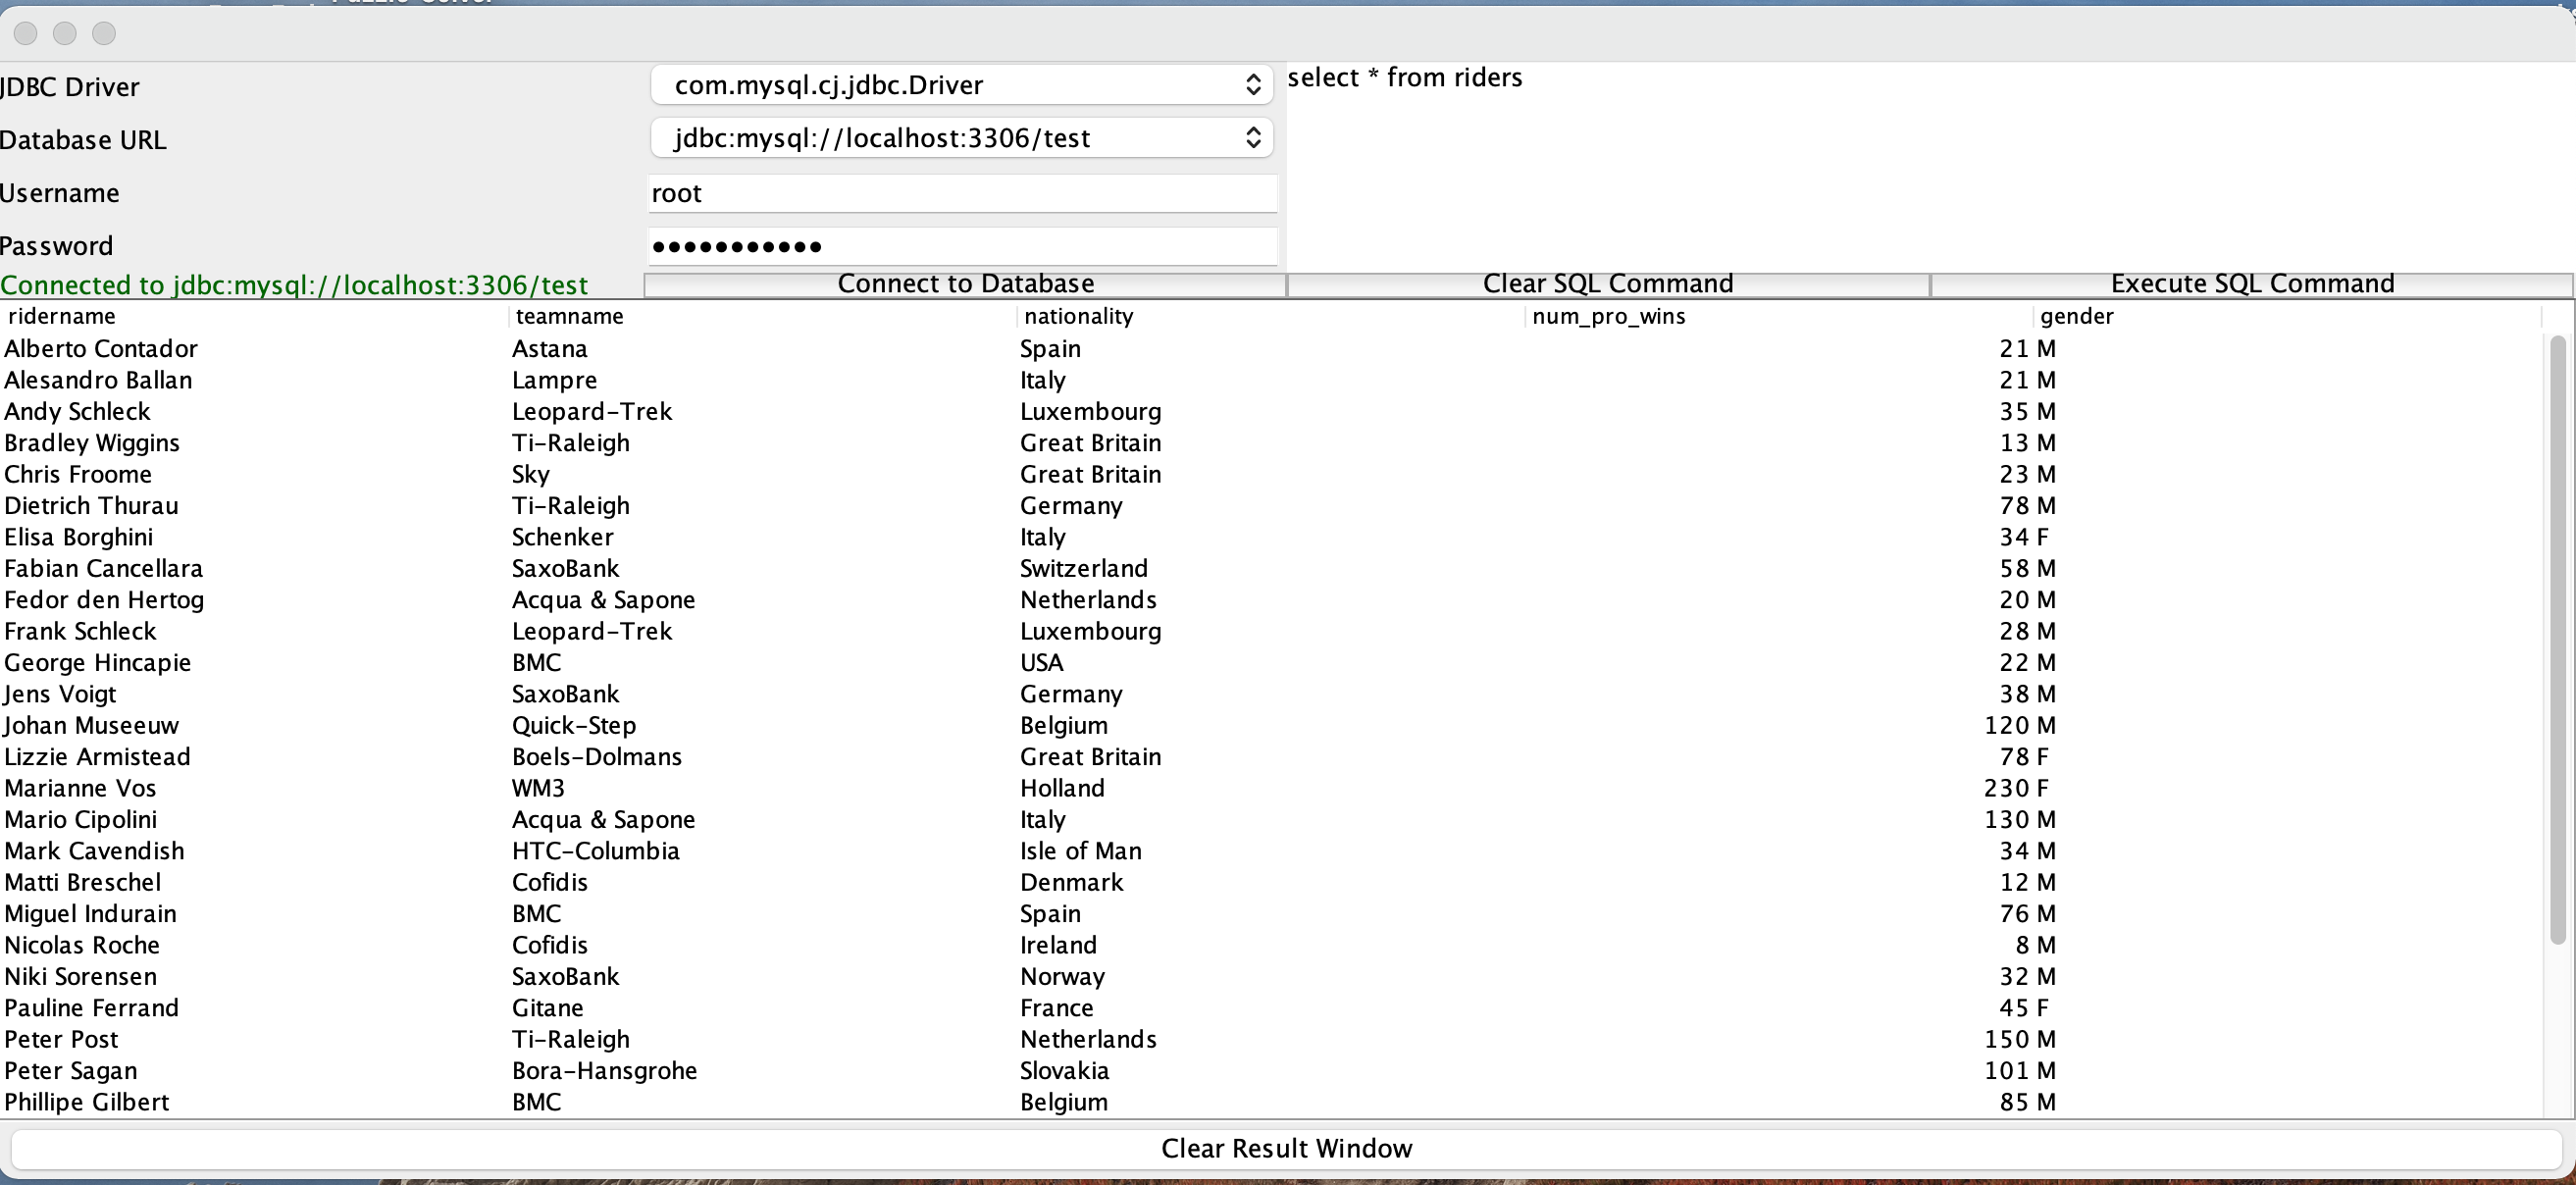 JDBC Driver com.mysql.cj.jdbc.Driver select * from riders
Database URL jdbc:mysql://localhost:3306/test
Username root
Password ●●●●●●●●●●●
Connected to jdbc:mysql://localhost:3306/test Connect to Database Clear SQL Command Execute SQL Command
ridername teamname nationality num_pro_wins gender
Alberto Contador Astana Spain 21 M
Alesandro Ballan Lampre Italy 21 M
Andy Schleck Leopard-Trek Luxembourg 35 M
Bradley Wiggins Ti-Raleigh Great Britain 13 M
Chris Froome Sky Great Britain 23 M
Dietrich Thurau Ti-Raleigh Germany 78 M
Elisa Borghini Schenker Italy 34 F
Fabian Cancellara SaxoBank Switzerland 58 M
Fedor den Hertog Acqua & Sapone Netherlands 20 M
Frank Schleck Leopard-Trek Luxembourg 28 M
George Hincapie BMC USA 22 M
Jens Voigt SaxoBank Germany 38 M
Johan Museeuw Quick-Step Belgium 120 M
Lizzie Armistead Boels-Dolmans Great Britain 78 F
Marianne Vos WM3 Holland 230 F
Mario Cipolini Acqua & Sapone Italy 130 M
Mark Cavendish HTC-Columbia Isle of Man 34 M
Matti Breschel Cofidis Denmark 12 M
Miguel Indurain BMC Spain 76 M
Nicolas Roche Cofidis Ireland 8 M
Niki Sorensen SaxoBank Norway 32 M
Pauline Ferrand Gitane France 45 F
Peter Post Ti-Raleigh Netherlands 150 M
Peter Sagan Bora-Hansgrohe Slovakia 101 M
Phillipe Gilbert BMC Belgium 85 M
Clear Result Window